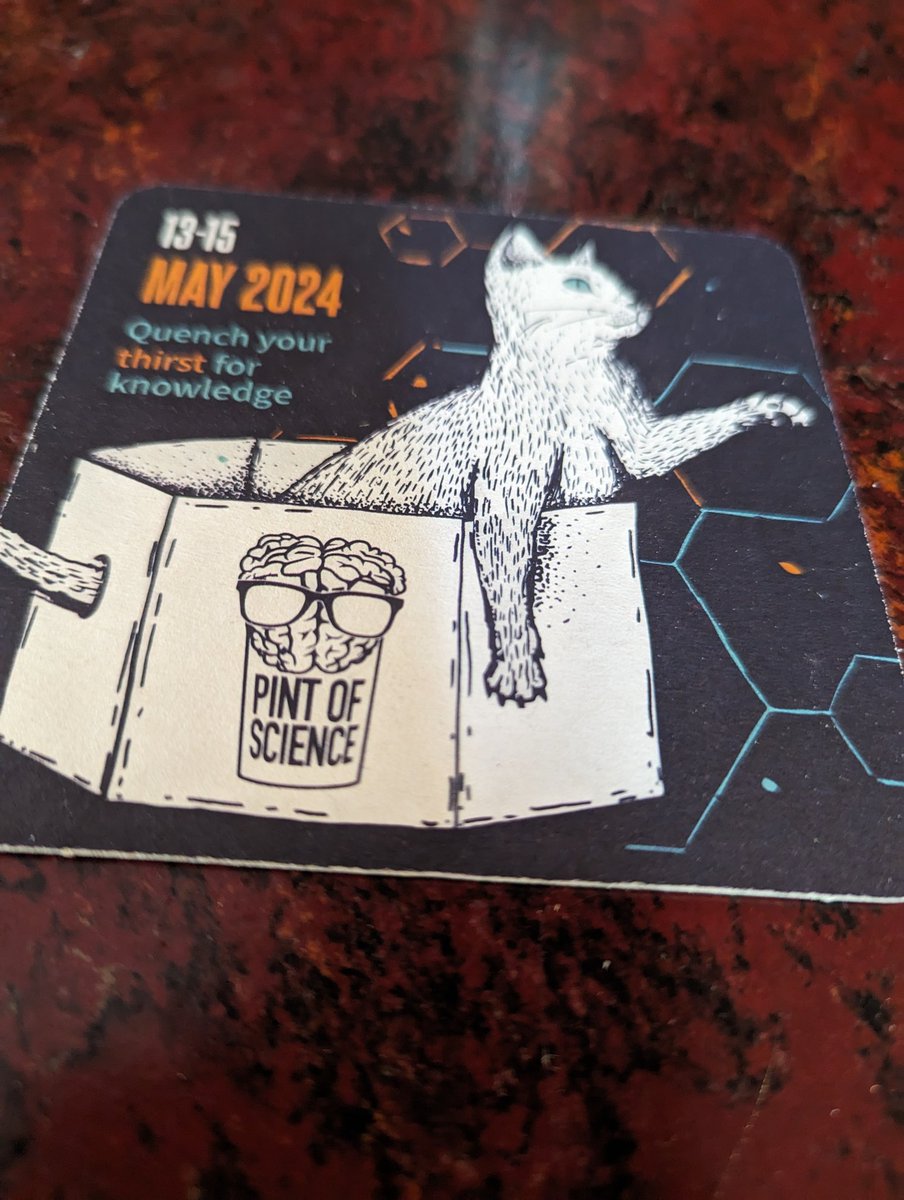 13-15
MAY 2024
Quench your
thirst for
knowledge
PINT OF
SCIENCE